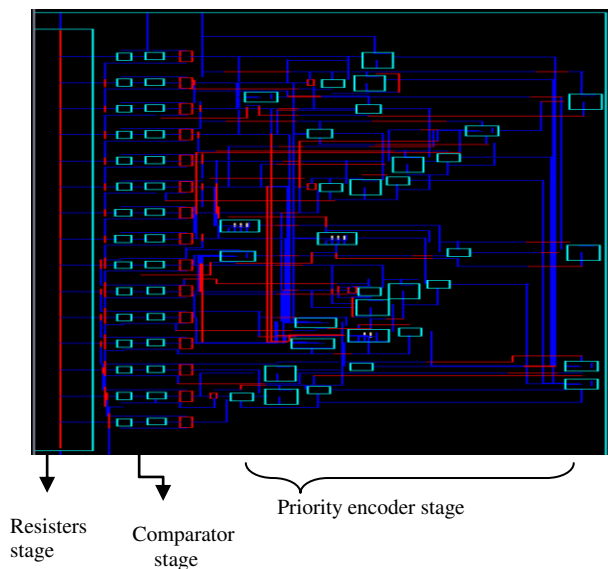 Priority encoder stage
Resisters
stage
Comparator
stage